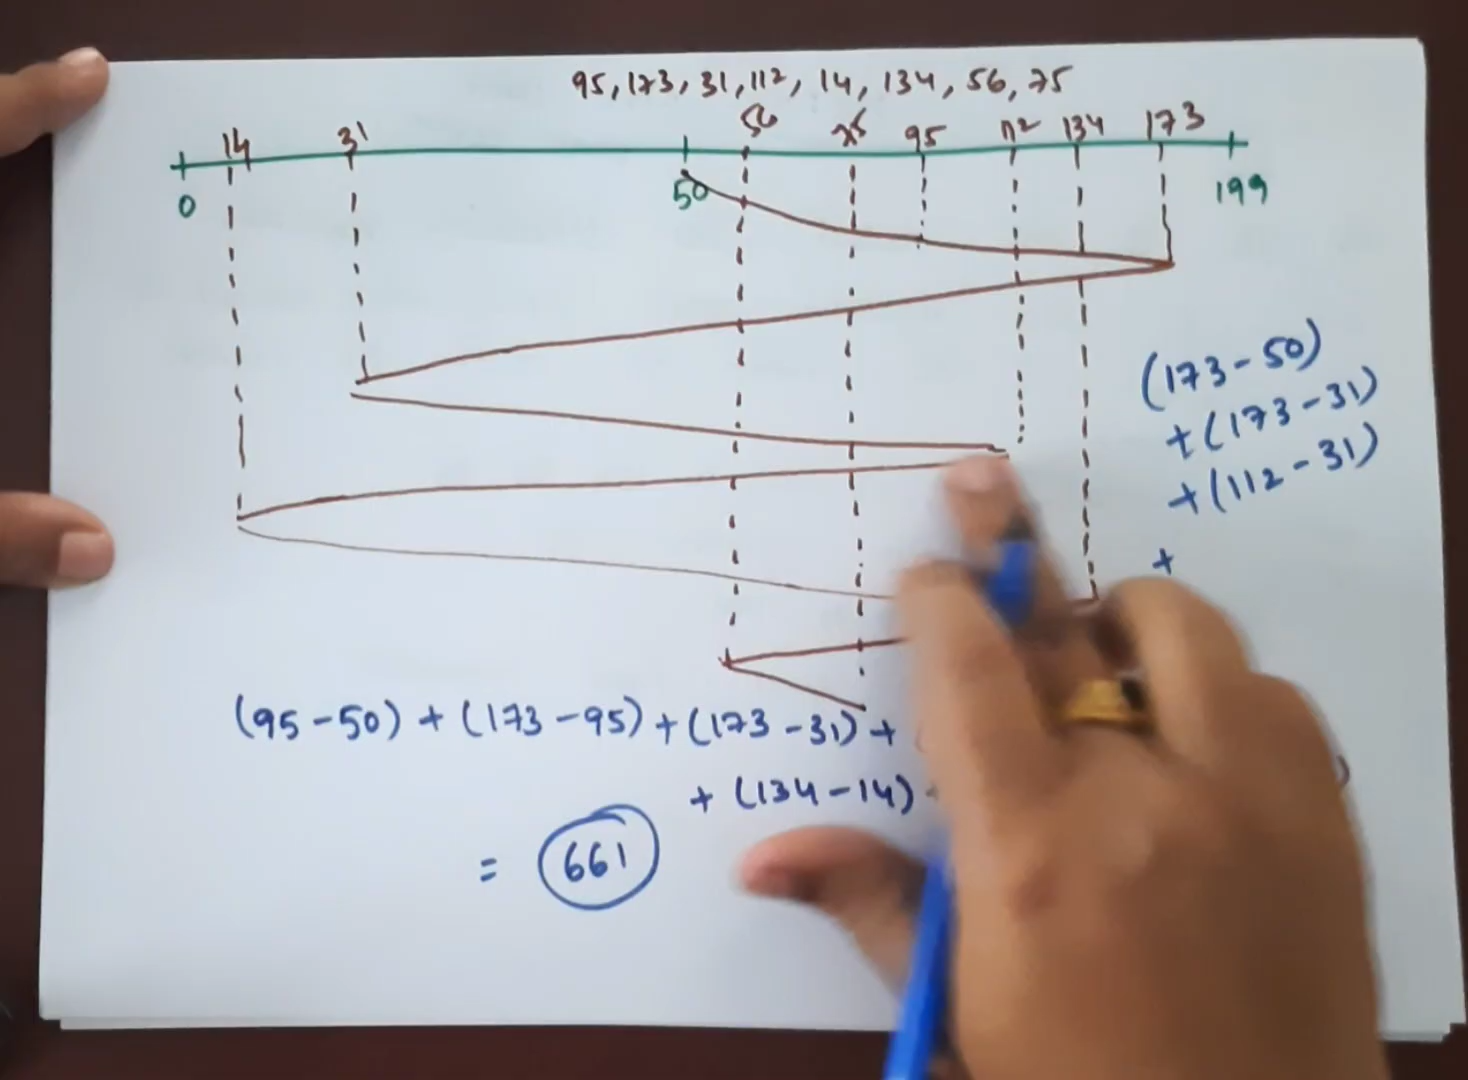 95, 173, 31, 112, 14, 134, 56, 75
14 31 56 75 95 112 134 173
0 50 199
(173-50)
+(173-31)
+(112-31)
+
(95-50)+(173-95)+(173-31)+
+(134-14)
= 661